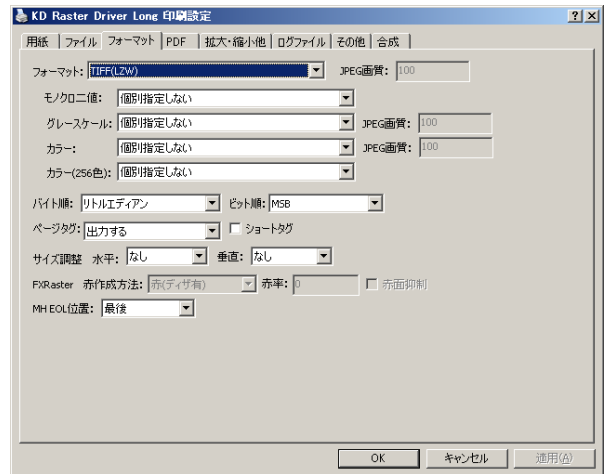 KD Raster Driver Long 印刷設定
用紙 ファイル フォーマット PDF 拡大・縮小他 ログファイル その他 合成
フォーマット: TIFF(LZW) JPEG画質: 100
モノクロ二値: 個別指定しない
グレースケール: 個別指定しない JPEG画質: 100
カラー: 個別指定しない JPEG画質: 100
カラー(256色): 個別指定しない
バイト順: リトルエディアン ビット順: MSB
ページタグ: 出力する ショートタグ
サイズ調整 水平: なし 垂直: なし
FXRaster 赤作成方法: 赤(ディザ有) 赤率: 0 赤面抑制
MH EOL位置: 最後
OK キャンセル 適用(A)